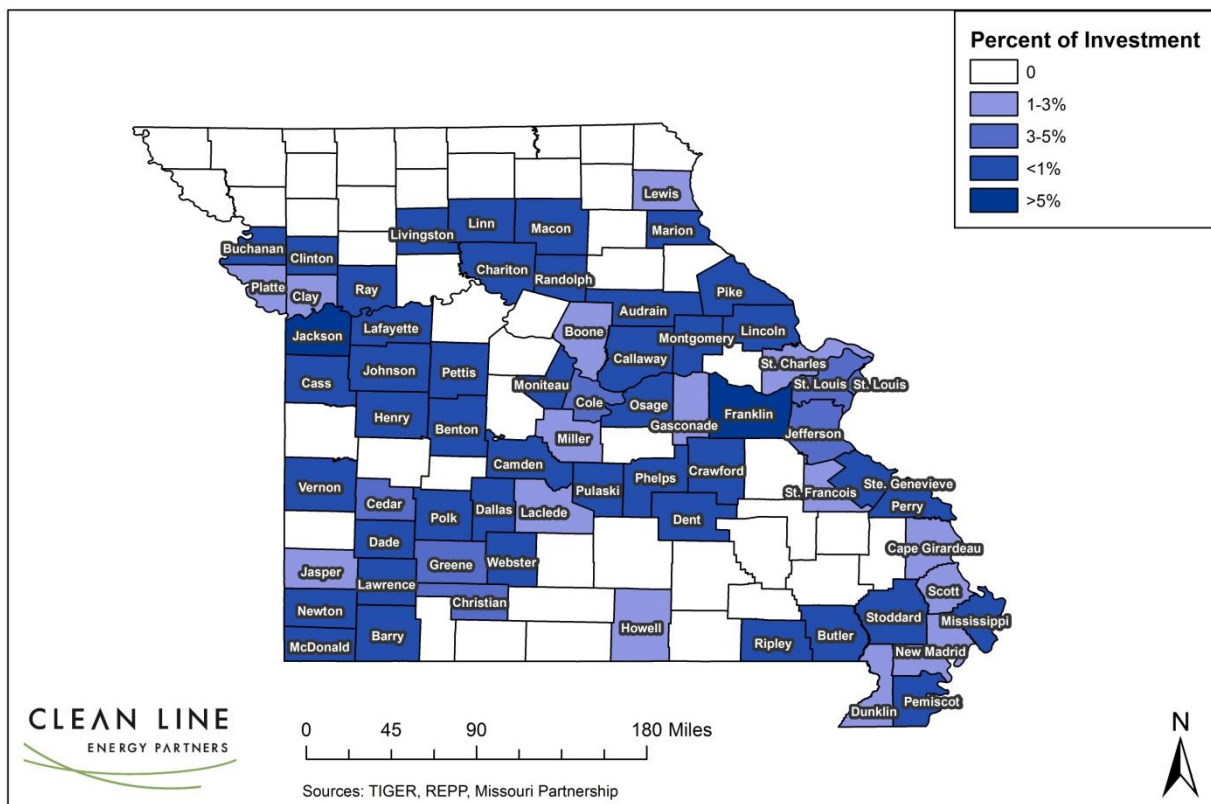 Percent of Investment
0
1-3%
3-5%
<1%
>5%
Lewis
Linn
Macon
Livingston
Marion
Buchanan
Clinton
Chariton
Randolph
Platte
Clay
Ray
Pike
Audrain
Jackson
Lafayette
Boone
Montgomery
Lincoln
Callaway
St. Charles
Cass
Johnson
Pettis
Moniteau
St. Louis
St. Louis
Cole
Osage
Henry
Benton
Gasconade
Franklin
Jefferson
Miller
Camden
Crawford
Vernon
Pulaski
Phelps
St. Francois
Ste. Genevieve
Cedar
Polk
Dallas
Laclede
Perry
Dent
Dade
Cape Girardeau
Jasper
Greene
Webster
Lawrence
Scott
Christian
Newton
Howell
Stoddard
Mississippi
McDonald
Barry
Ripley
Butler
New Madrid
Dunklin
Pemiscot
CLEAN LINE
ENERGY PARTNERS
0 45 90 180 Miles
Sources: TIGER, REPP, Missouri Partnership
N